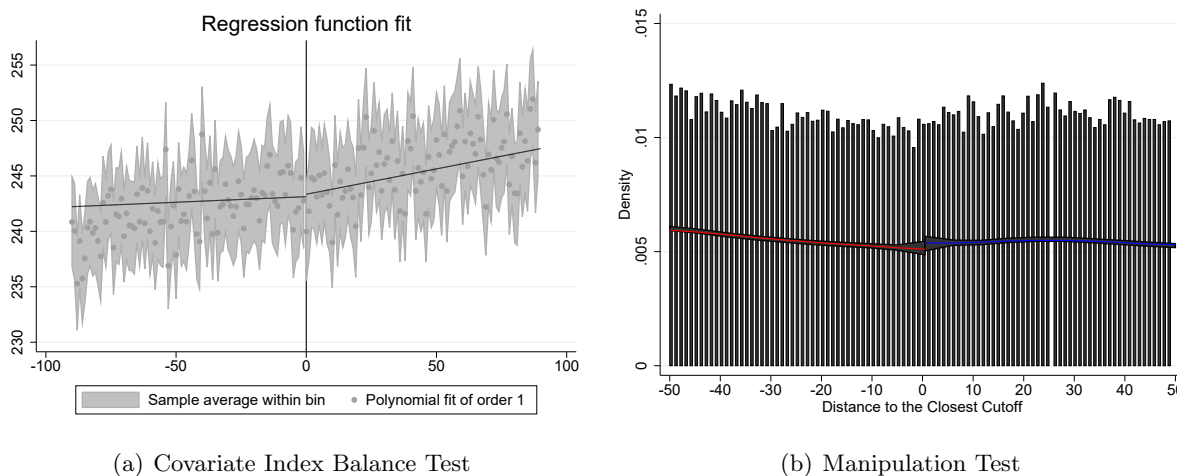 Regression function fit
255
250
245
240
235
230
-100 -50 0 50 100
Sample average within bin Polynomial fit of order 1
(a) Covariate Index Balance Test
.015
.01
.005
0
Density
-50 -40 -30 -20 -10 0 10 20 30 40 50
Distance to the Closest Cutoff
(b) Manipulation Test